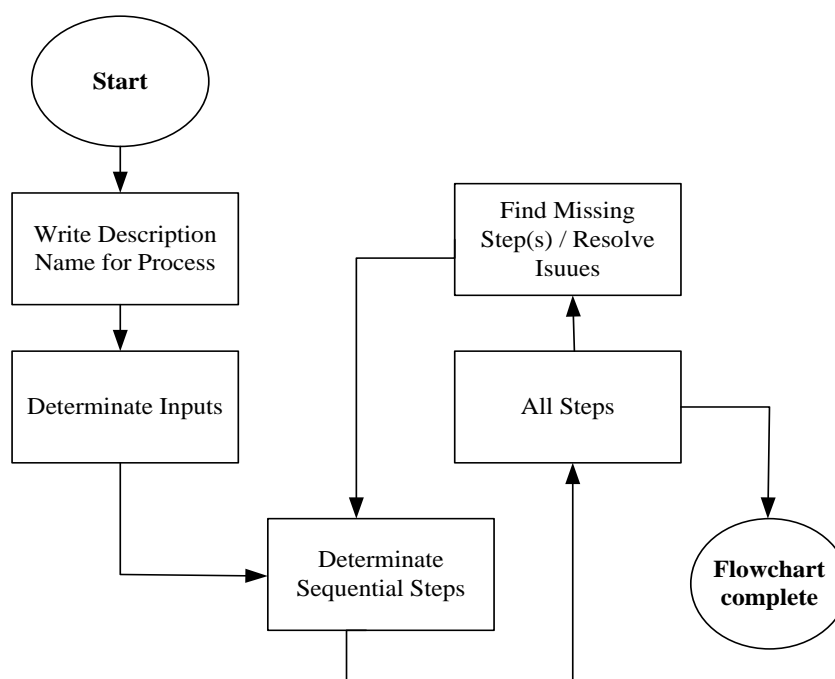 Start
Write Description
Name for Process
Determinate Inputs
Find Missing
Step(s) / Resolve
Isuues
All Steps
Determinate
Sequential Steps
Flowchart
complete